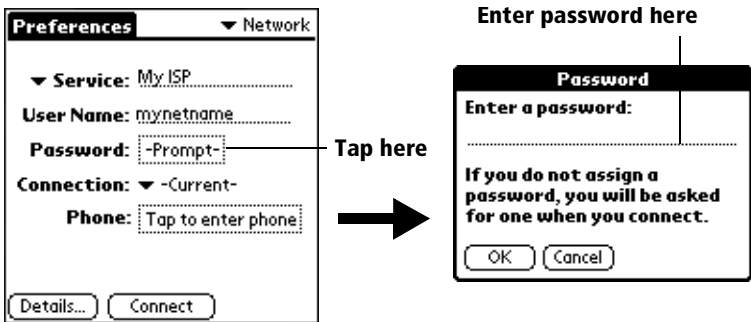 Preferences
Network
Service: My ISP
User Name: mynetname
Password: -Prompt-
Connection: -Current-
Phone: Tap to enter phone
Details... Connect
Tap here
Enter password here
Password
Enter a password:
If you do not assign a
password, you will be asked
for one when you connect.
OK Cancel